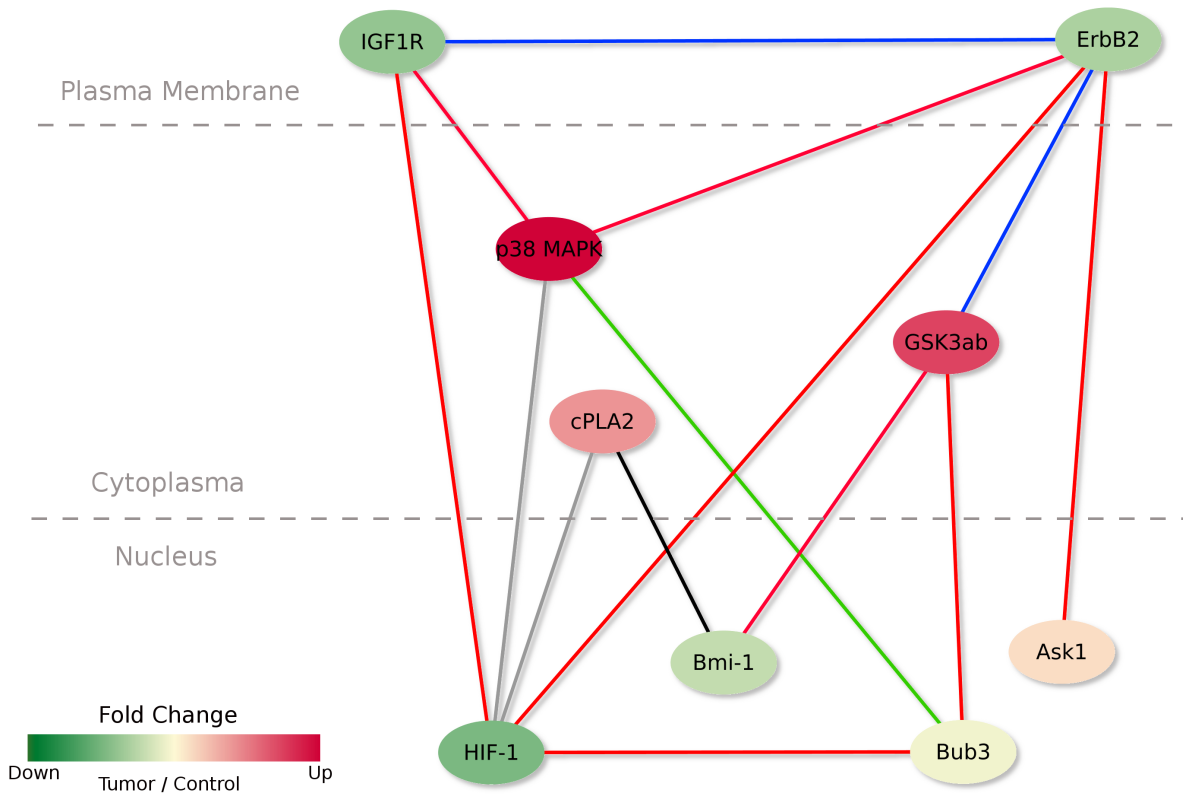 IGF1R
ErbB2
Plasma Membrane
p38 MAPK
GSK3ab
cPLA2
Cytoplasma
Nucleus
Ask1
Bmi-1
Fold Change
HIF-1
Bub3
Down
Up
Tumor / Control